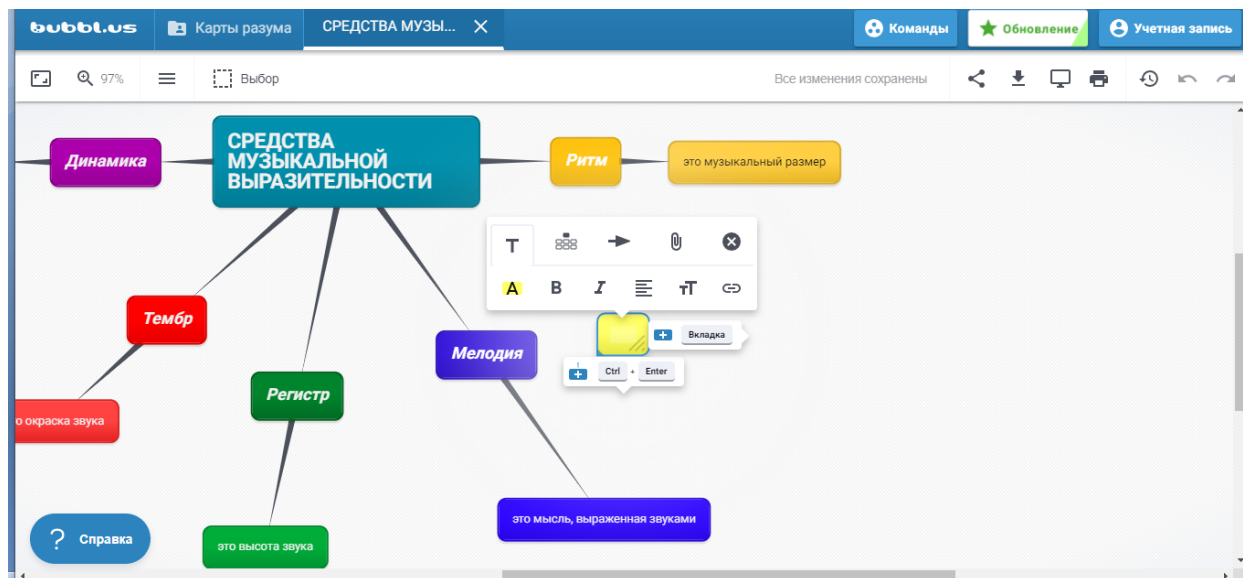 bubbl.us
Карты разума
СРЕДСТВА МУЗЫ...
Команды
Обновление
Учетная запись
97%
Выбор
Все изменения сохранены
Динамика
СРЕДСТВА
МУЗЫКАЛЬНОЙ
ВЫРАЗИТЕЛЬНОСТИ
Ритм
это музыкальный размер
T
A
B
I
тТ
Вкладка
Ctrl + Enter
Тембр
Мелодия
Регистр
о окраска звука
это мысль, выраженная звуками
? Справка
это высота звука